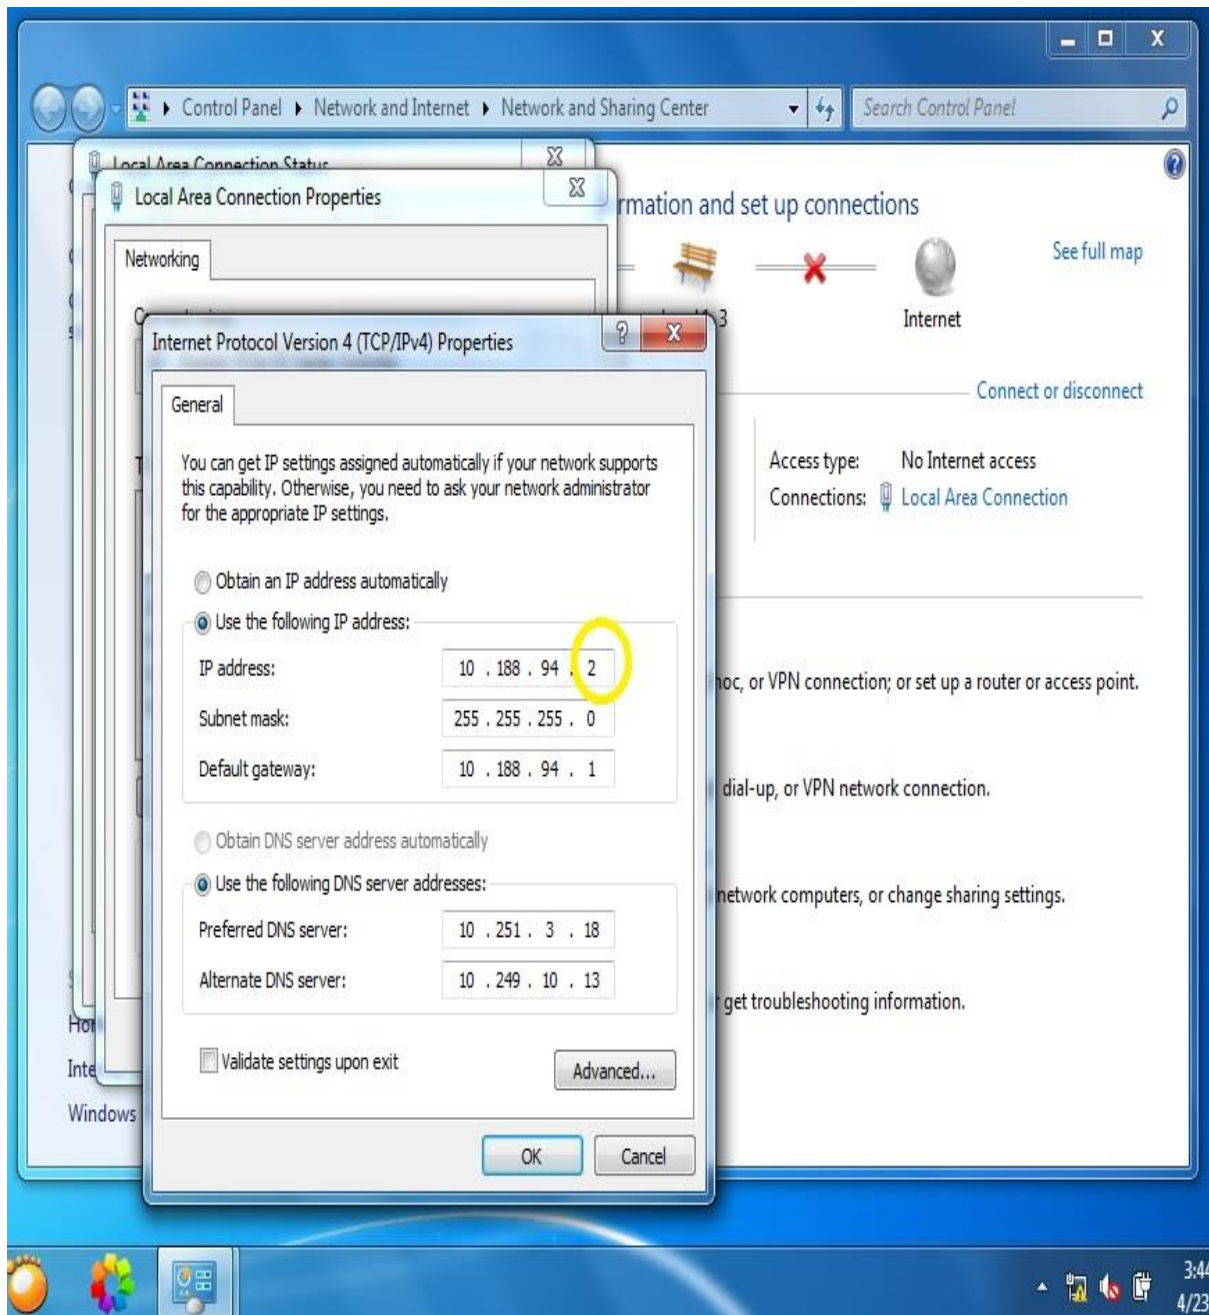 Control Panel ▸ Network and Internet ▸ Network and Sharing Center
Search Control Panel
Local Area Connection Status
Local Area Connection Properties
rmation and set up connections
Networking
See full map
3
Internet
Internet Protocol Version 4 (TCP/IPv4) Properties
Connect or disconnect
General
You can get IP settings assigned automatically if your network supports
this capability. Otherwise, you need to ask your network administrator
for the appropriate IP settings.
Access type: No Internet access
Connections: Local Area Connection
Obtain an IP address automatically
Use the following IP address:
IP address: 10 . 188 . 94 . 2
Subnet mask: 255 . 255 . 255 . 0
Default gateway: 10 . 188 . 94 . 1
hoc, or VPN connection; or set up a router or access point.
dial-up, or VPN network connection.
Obtain DNS server address automatically
Use the following DNS server addresses:
Preferred DNS server: 10 . 251 . 3 . 18
Alternate DNS server: 10 . 249 . 10 . 13
network computers, or change sharing settings.
get troubleshooting information.
Validate settings upon exit
Advanced...
Inte
Windows
OK
Cancel
3:44
4/23